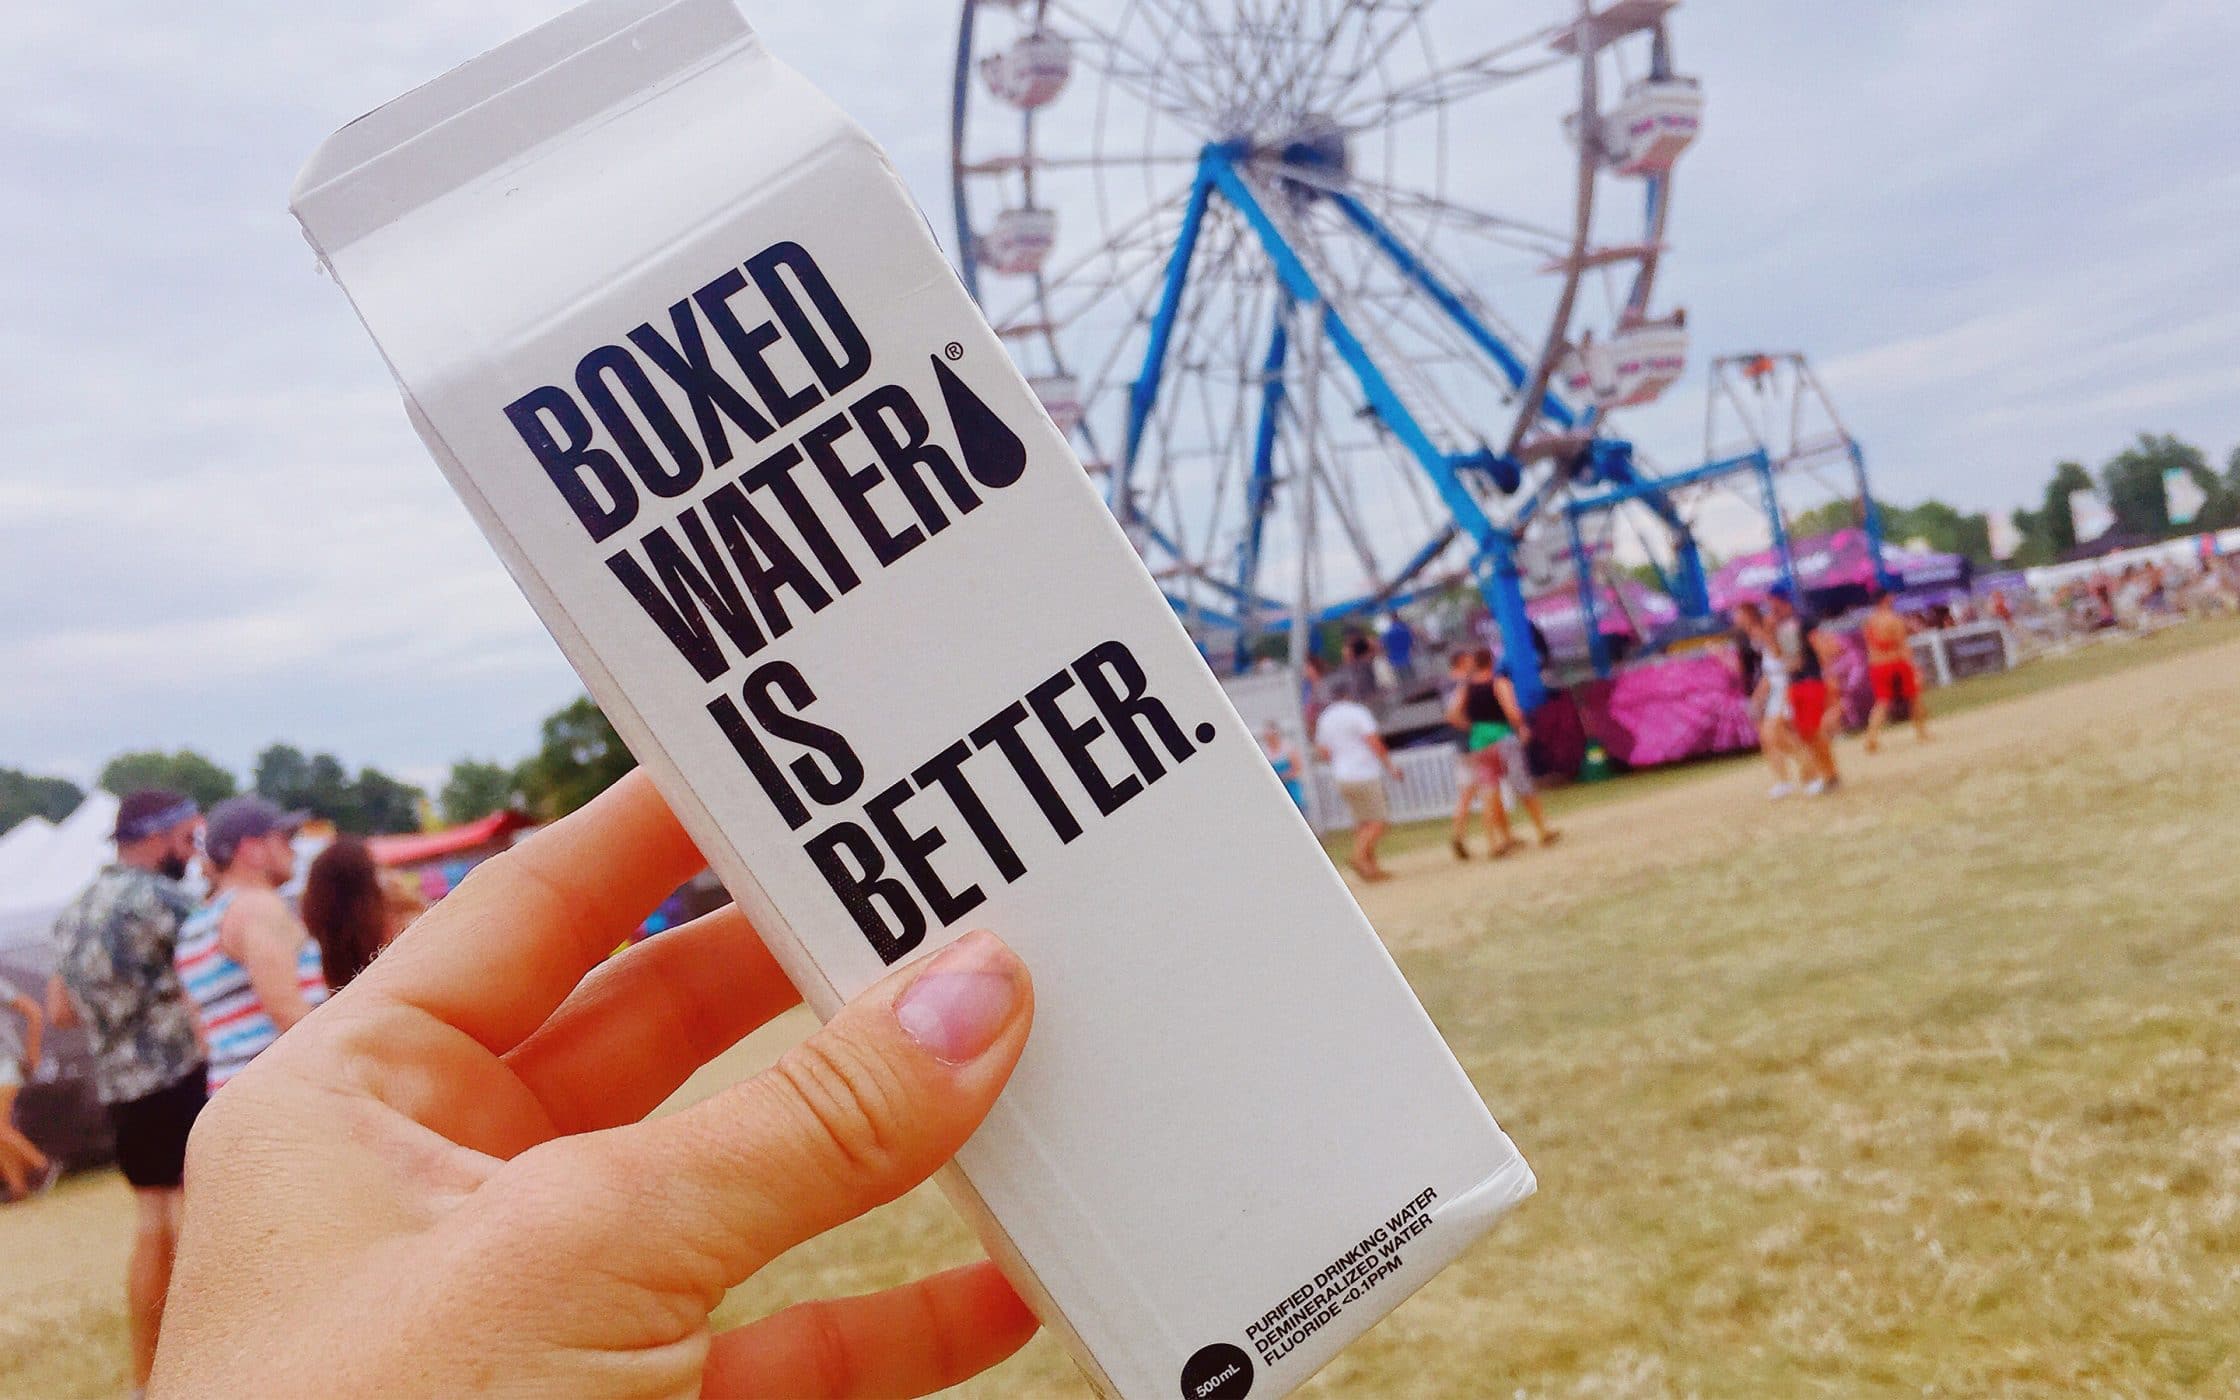 BOXED
WATER®
IS
BETTER.
PURIFIED DRINKING WATER
DEMINERALIZED WATER
FLUORIDE <0.1PPM
500mL